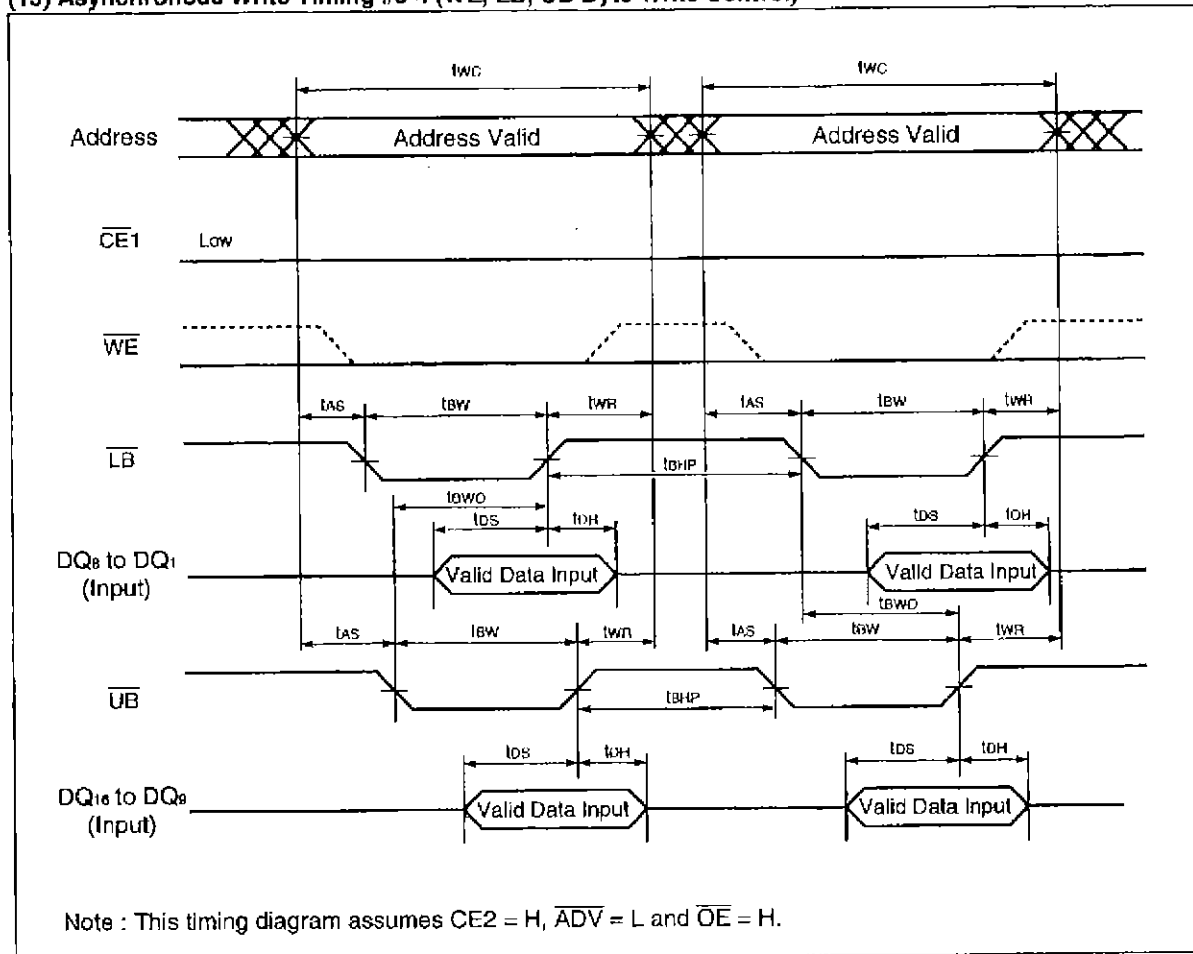 tWC tWC
Address Address Valid Address Valid
CE1 Low
WE
tAS tBW tWR tAS tBW tWR
LB
tBHP
tBWO
tDS tDH tDS tDH
DQ8 to DQ1
(Input)
Valid Data Input Valid Data Input
tBWO
tAS tBW tWR tAS tBW tWR
UB
tBHP
tDS tDH tDS tDH
DQ16 to DQ9
(Input)
Valid Data Input Valid Data Input
Note : This timing diagram assumes CE2 = H, ADV = L and OE = H.